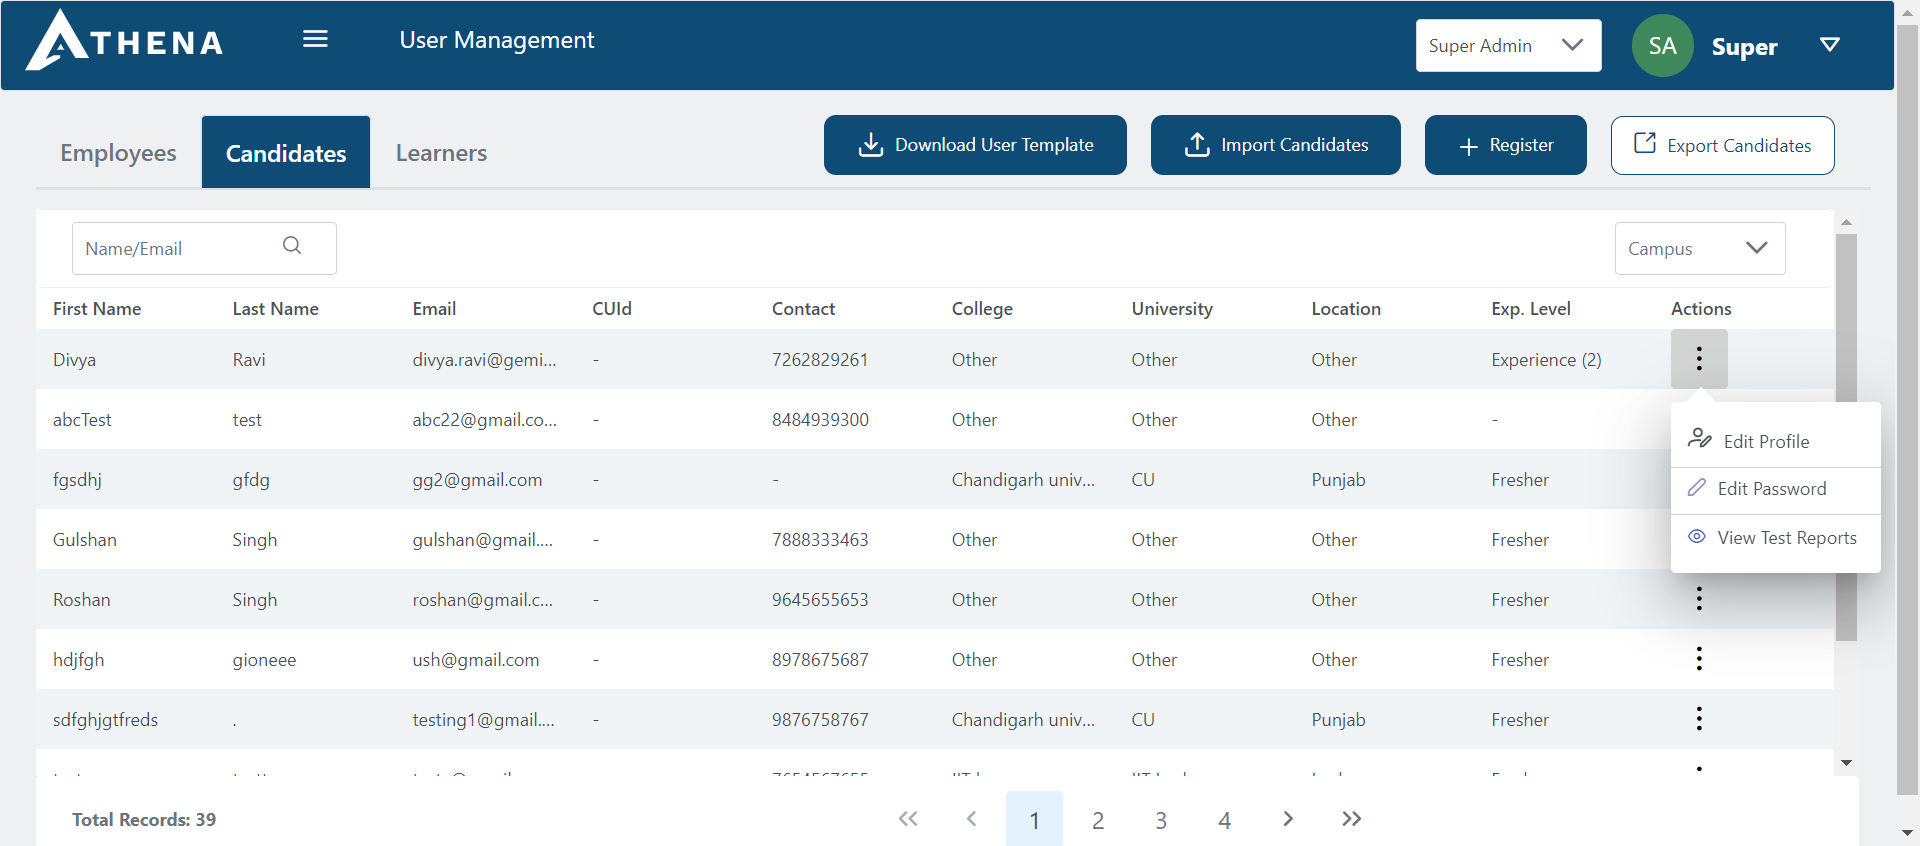 ATHENA
User Management
Super Admin
SA
Super
Employees
Candidates
Learners
Download User Template
Import Candidates
+ Register
Export Candidates
Name/Email
Campus
First Name Last Name Email CUId Contact College University Location Exp. Level Actions
Divya Ravi divya.ravi@gemi... - 7262829261 Other Other Other Experience (2)
abcTest test abc22@gmail.co... - 8484939300 Other Other Other -
fgsdhj gfdg gg2@gmail.com - - Chandigarh univ... CU Punjab Fresher
Gulshan Singh gulshan@gmail.... - 7888333463 Other Other Other Fresher
Roshan Singh roshan@gmail.c... - 9645655653 Other Other Other Fresher
hdjfgh gioneee ush@gmail.com - 8978675687 Other Other Other Fresher
sdfghjgtfreds . testing1@gmail.... - 9876758767 Chandigarh univ... CU Punjab Fresher
Edit Profile
Edit Password
View Test Reports
Total Records: 39
<< < 1 2 3 4 > >>